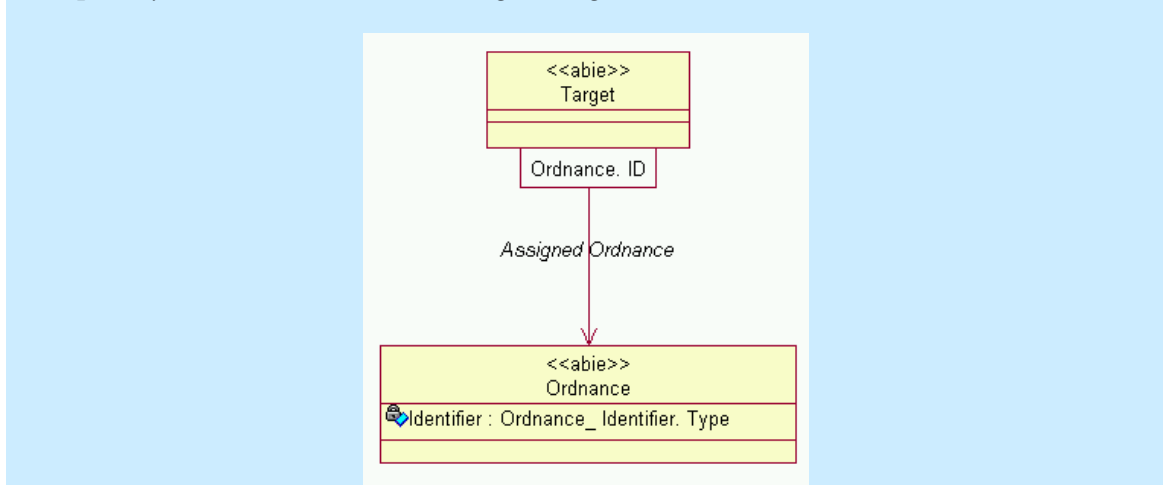 <<abie>>
Target
Ordnance. ID
Assigned Ordnance
<<abie>>
Ordnance
Identifier : Ordnance_ Identifier. Type